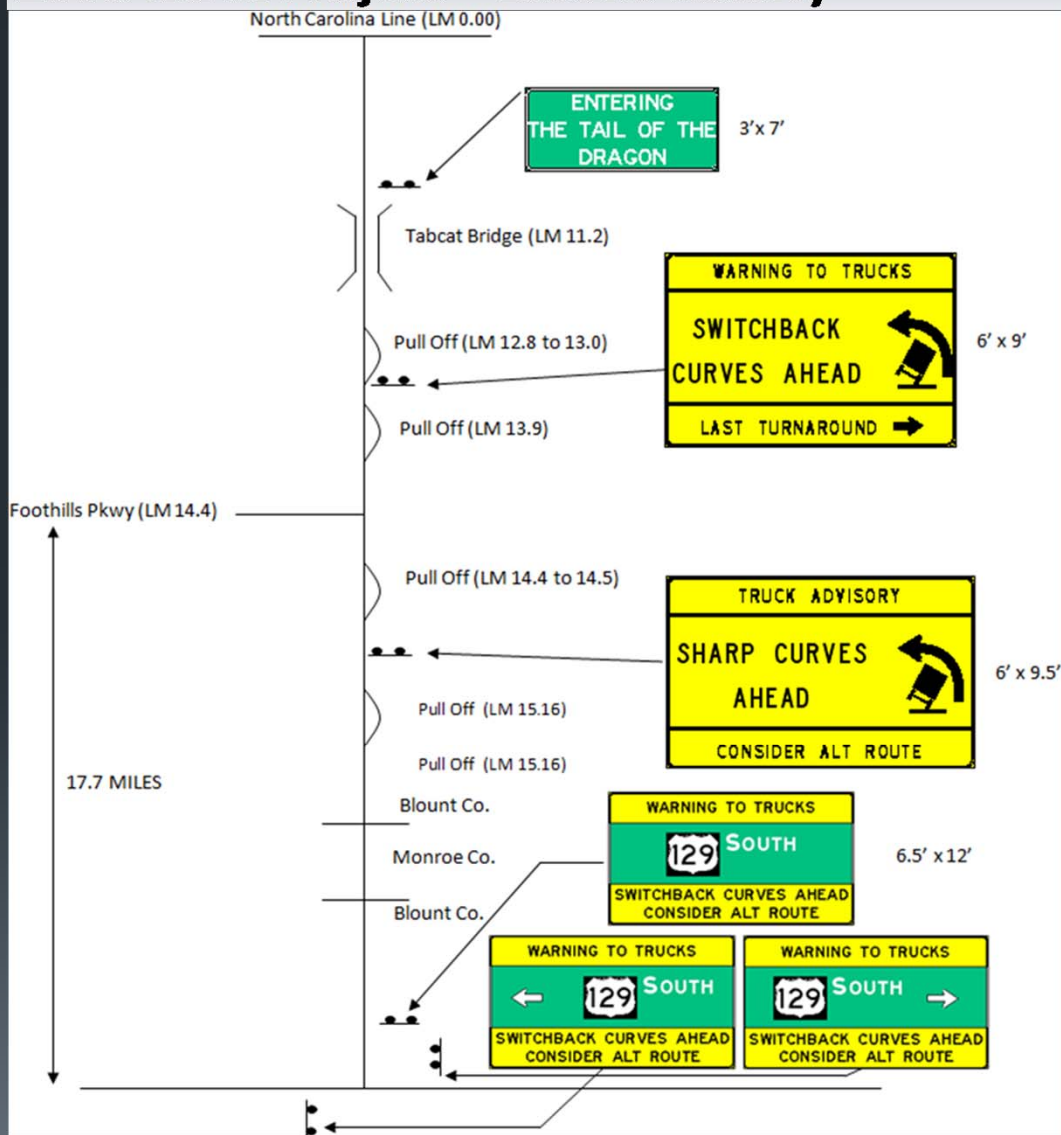 North Carolina Line (LM 0.00)
ENTERING
THE TAIL OF THE
DRAGON
3'x 7'
Tabcat Bridge (LM 11.2)
WARNING TO TRUCKS
SWITCHBACK
CURVES AHEAD
LAST TURNAROUND
6' x 9'
Pull Off (LM 12.8 to 13.0)
Pull Off (LM 13.9)
Foothills Pkwy (LM 14.4)
Pull Off (LM 14.4 to 14.5)
TRUCK ADVISORY
SHARP CURVES
AHEAD
CONSIDER ALT ROUTE
6' x 9.5'
Pull Off (LM 15.16)
Pull Off (LM 15.16)
17.7 MILES
Blount Co.
Monroe Co.
Blount Co.
WARNING TO TRUCKS
129 SOUTH
SWITCHBACK CURVES AHEAD
CONSIDER ALT ROUTE
6.5' x 12'
WARNING TO TRUCKS
129 SOUTH
SWITCHBACK CURVES AHEAD
CONSIDER ALT ROUTE
WARNING TO TRUCKS
129 SOUTH
SWITCHBACK CURVES AHEAD
CONSIDER ALT ROUTE